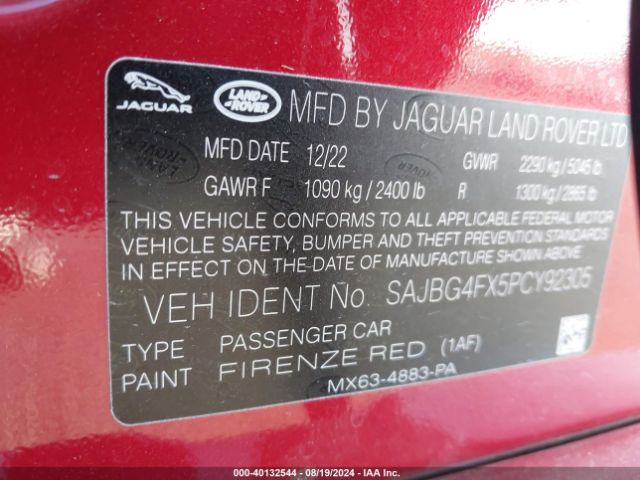 JAGUAR
LAND ROVER
MFD BY JAGUAR LAND ROVER LTD
MFD DATE 12/22 GVWR 2290 kg / 5045 lb
GAWR F 1090 kg / 2400 lb R 1300 kg / 2865 lb
THIS VEHICLE CONFORMS TO ALL APPLICABLE FEDERAL MOTOR
VEHICLE SAFETY, BUMPER AND THEFT PREVENTION STANDARDS
IN EFFECT ON THE DATE OF MANUFACTURE SHOWN ABOVE.
VEH IDENT No. SAJBG4FX5PCY92305
TYPE PASSENGER CAR
PAINT FIRENZE RED (1AF)
MX63-4883-PA
000-40132544 - 08/19/2024 - IAA Inc.